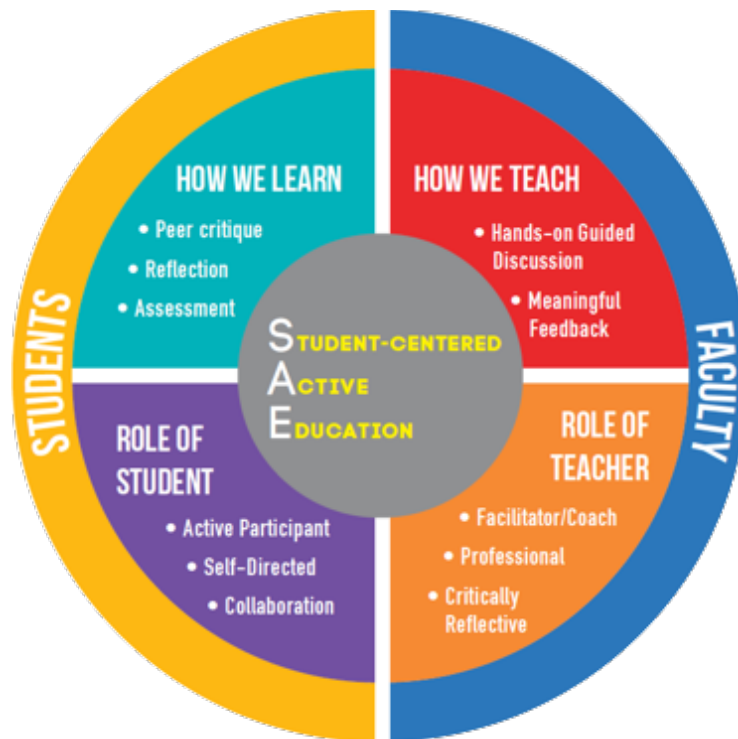 STUDENTS
HOW WE LEARN
• Peer critique
• Reflection
• Assessment
HOW WE TEACH
• Hands-on Guided
Discussion
• Meaningful
Feedback
STUDENT-CENTERED
ACTIVE
EDUCATION
ROLE OF
STUDENT
• Active Participant
• Self-Directed
• Collaboration
ROLE OF
TEACHER
• Facilitator/Coach
• Professional
• Critically
Reflective
FACULTY